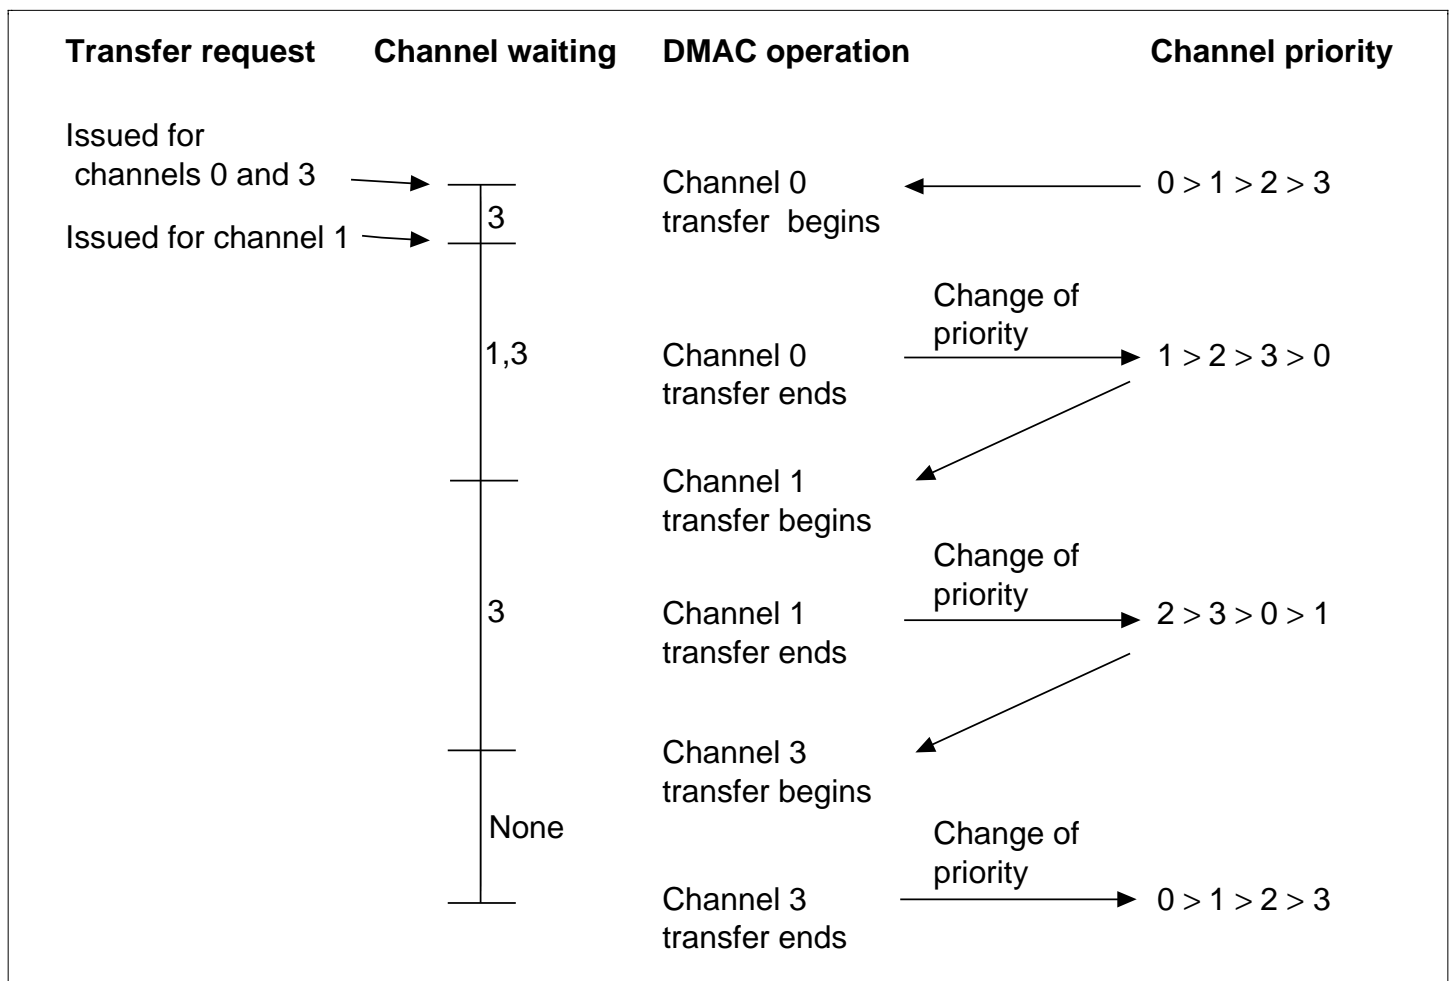 Transfer request Channel waiting DMAC operation Channel priority
Issued for
channels 0 and 3
Channel 0
transfer begins
0 > 1 > 2 > 3
3
Issued for channel 1
Change of
priority
1,3
Channel 0
transfer ends
1 > 2 > 3 > 0
Channel 1
transfer begins
Change of
priority
3
Channel 1
transfer ends
2 > 3 > 0 > 1
Channel 3
transfer begins
None
Change of
priority
Channel 3
transfer ends
0 > 1 > 2 > 3